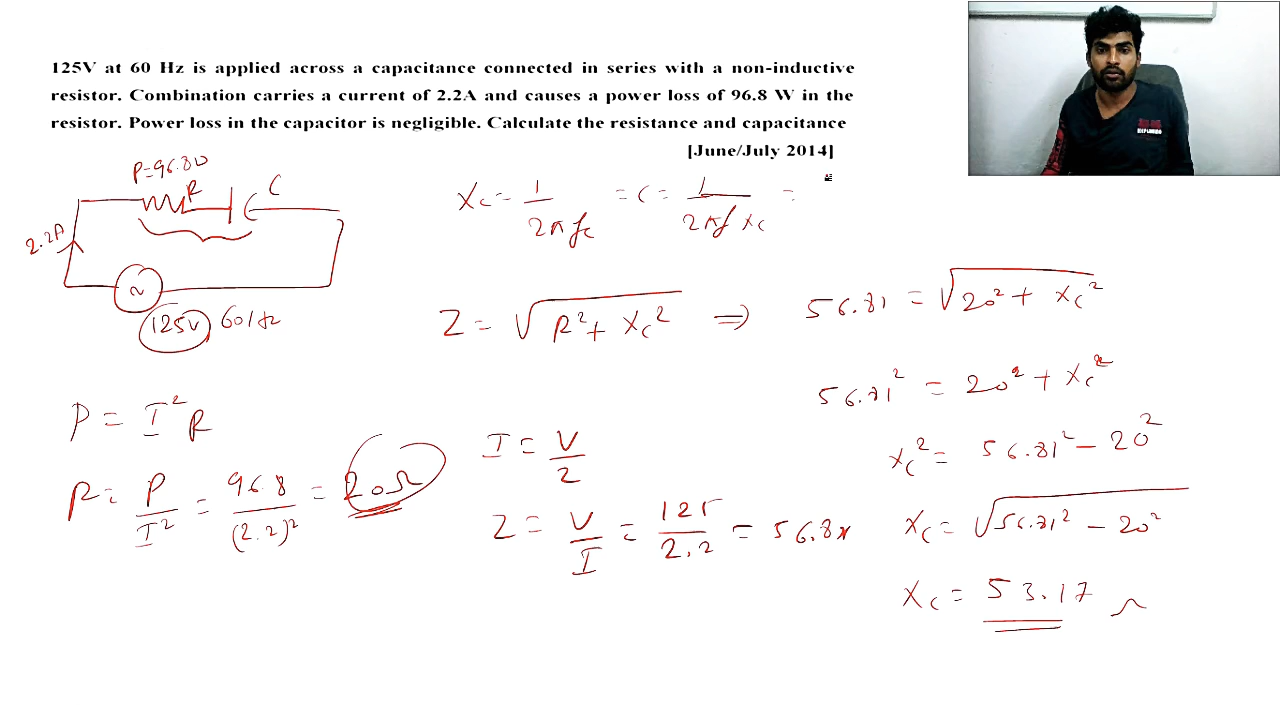 125V at 60 Hz is applied across a capacitance connected in series with a non-inductive
resistor. Combination carries a current of 2.2A and causes a power loss of 96.8 W in the
resistor. Power loss in the capacitor is negligible. Calculate the resistance and capacitance
[June/July 2014]
P=96.8W
R C
2.2A
~
125V 60Hz
Xc = 1/2πfc = C = 1/2πf Xc =
Z = √R² + Xc² ⇒ 56.81 = √20² + Xc²
56.81² = 20² + Xc²
Xc² = 56.81² - 20²
Xc = √56.81² - 20²
Xc = 53.17 Ω
P = I²R
R = P/I² = 96.8/(2.2)² = 20Ω
I = V/Z
Z = V/I = 125/2.2 = 56.81